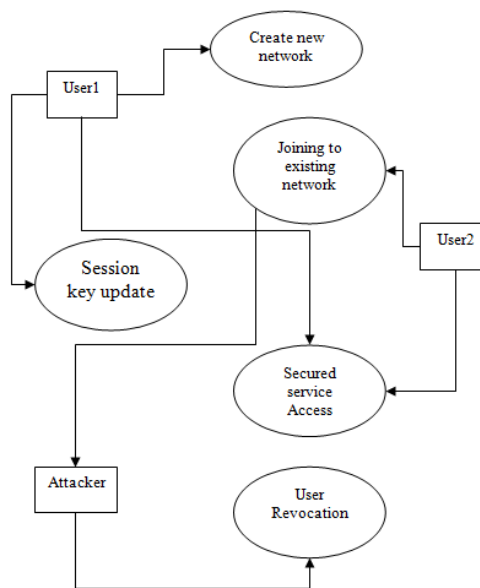 Create new
network
User1
Joining to
existing
network
User2
Session
key update
Secured
service
Access
Attacker
User
Revocation